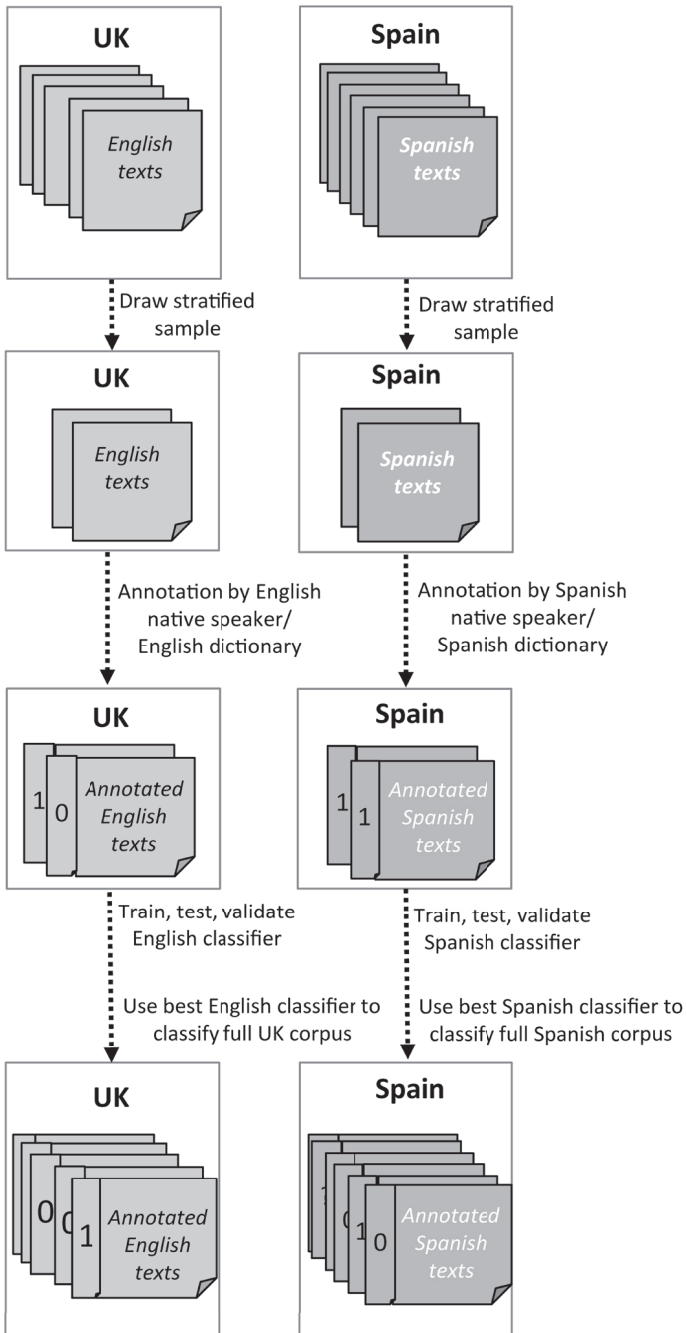 UK
English
texts
Draw stratified
sample
UK
English
texts
Annotation by English
native speaker/
English dictionary
UK
1
0
Annotated
English
texts
Train, test, validate
English classifier
Use best English classifier to
classify full UK corpus
UK
0
1
Annotated
English
texts
Spain
Spanish
texts
Draw stratified
sample
Spain
Spanish
texts
Annotation by Spanish
native speaker/
Spanish dictionary
Spain
1
1
Annotated
Spanish
texts
Train, test, validate
Spanish classifier
Use best Spanish classifier to
classify full Spanish corpus
Spain
1
0
Annotated
Spanish
texts